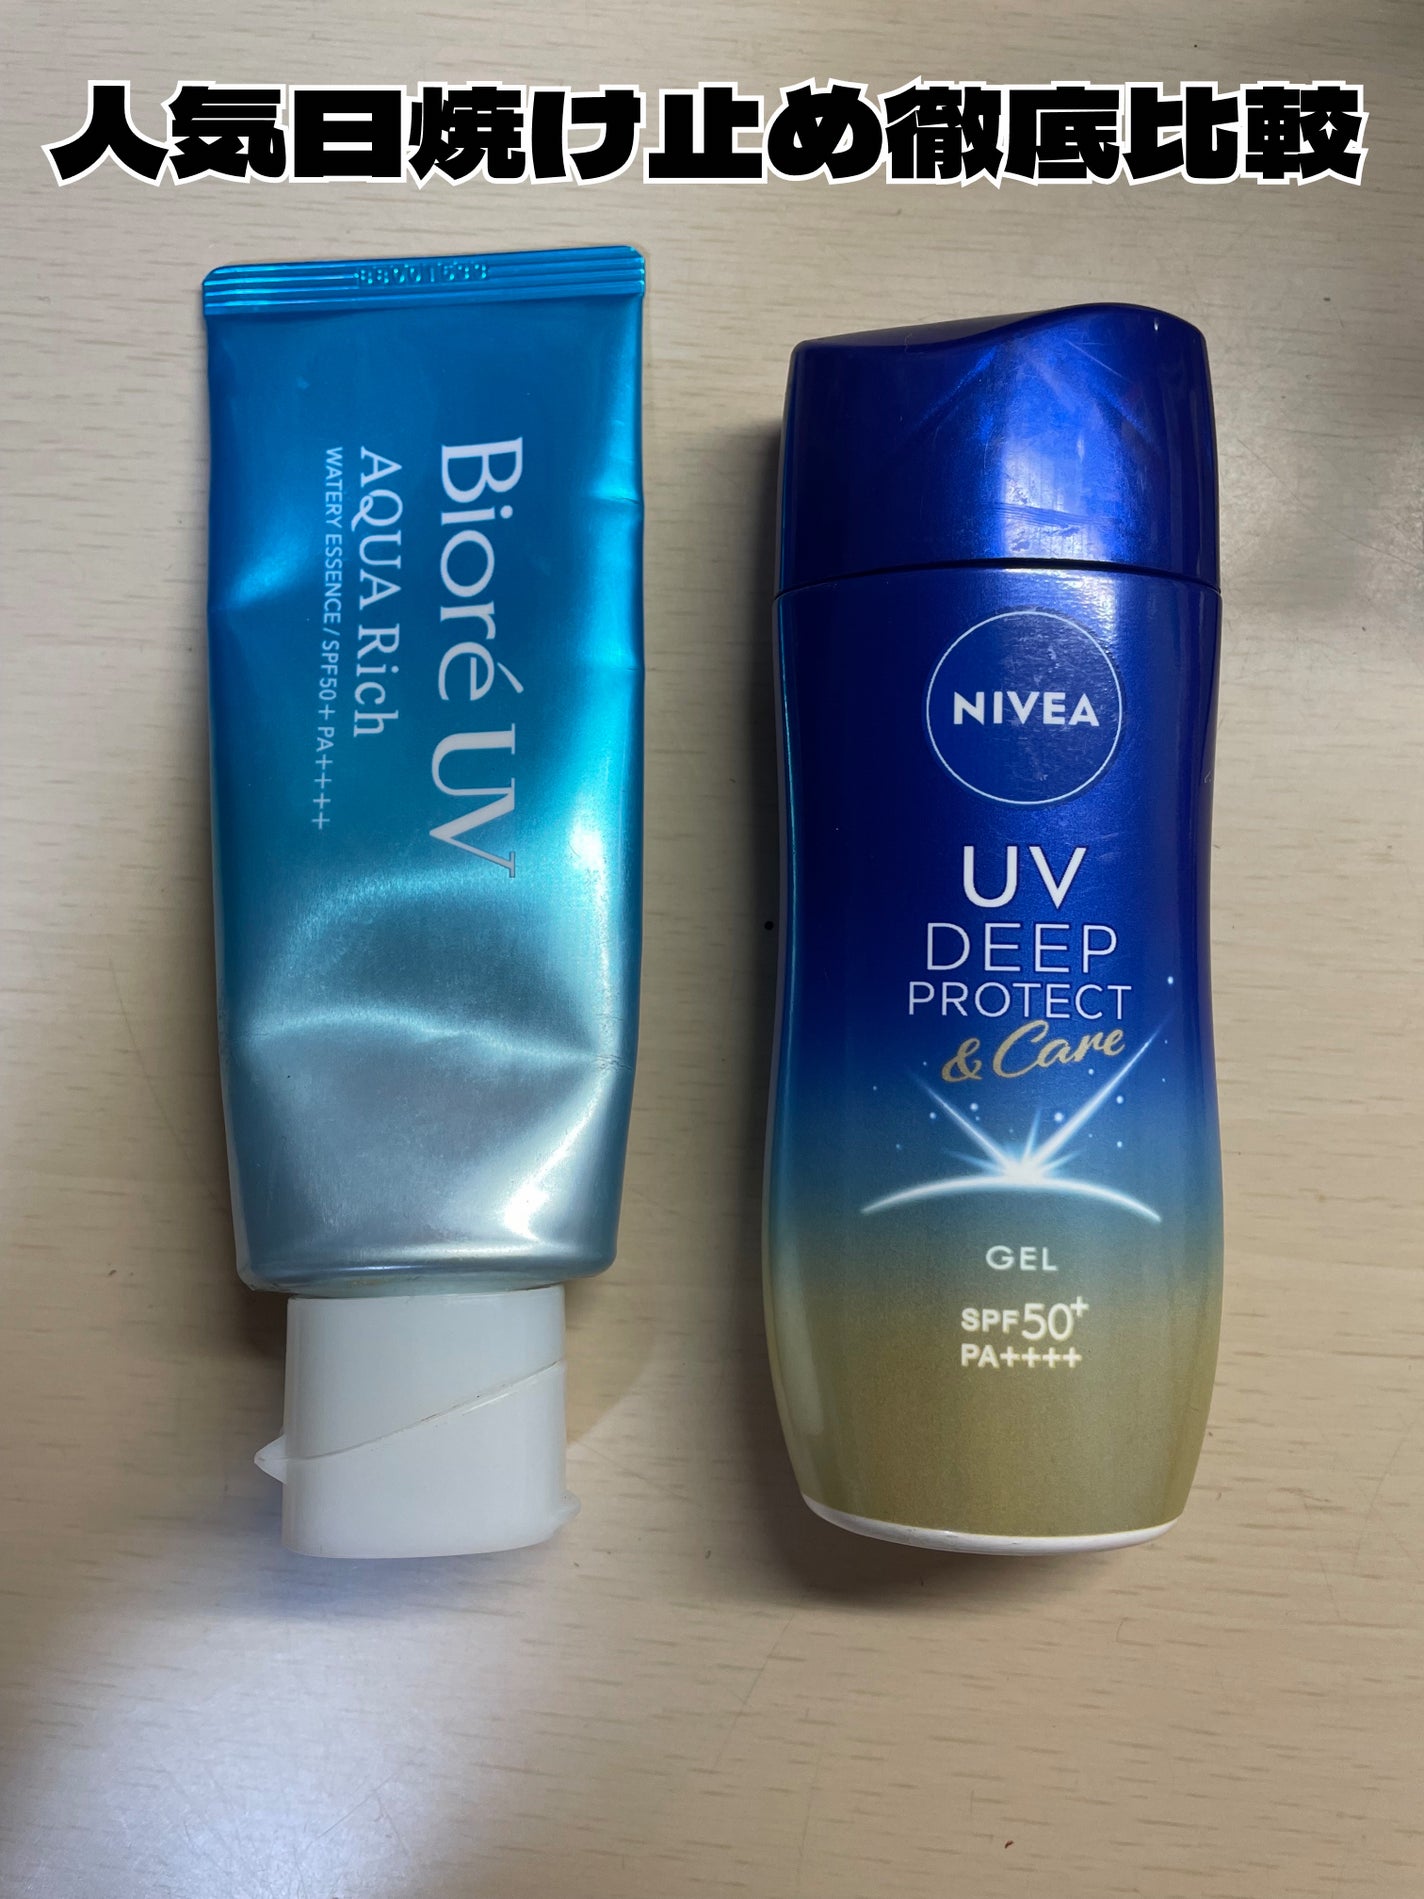 人気日焼け止め徹底比較
Bioré UV
AQUA Rich
WATERY ESSENCE / SPF50+ PA++++
NIVEA
UV
DEEP
PROTECT
& Care
GEL
SPF50+
PA++++